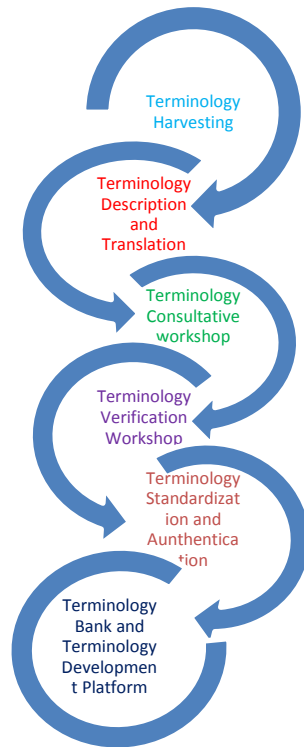 Terminology
Harvesting
Terminology
Description
and
Translation
Terminology
Consultative
workshop
Terminology
Verification
Workshop
Terminology
Standardizat
ion and
Aunthentica
tion
Terminology
Bank and
Terminology
Developmen
t Platform